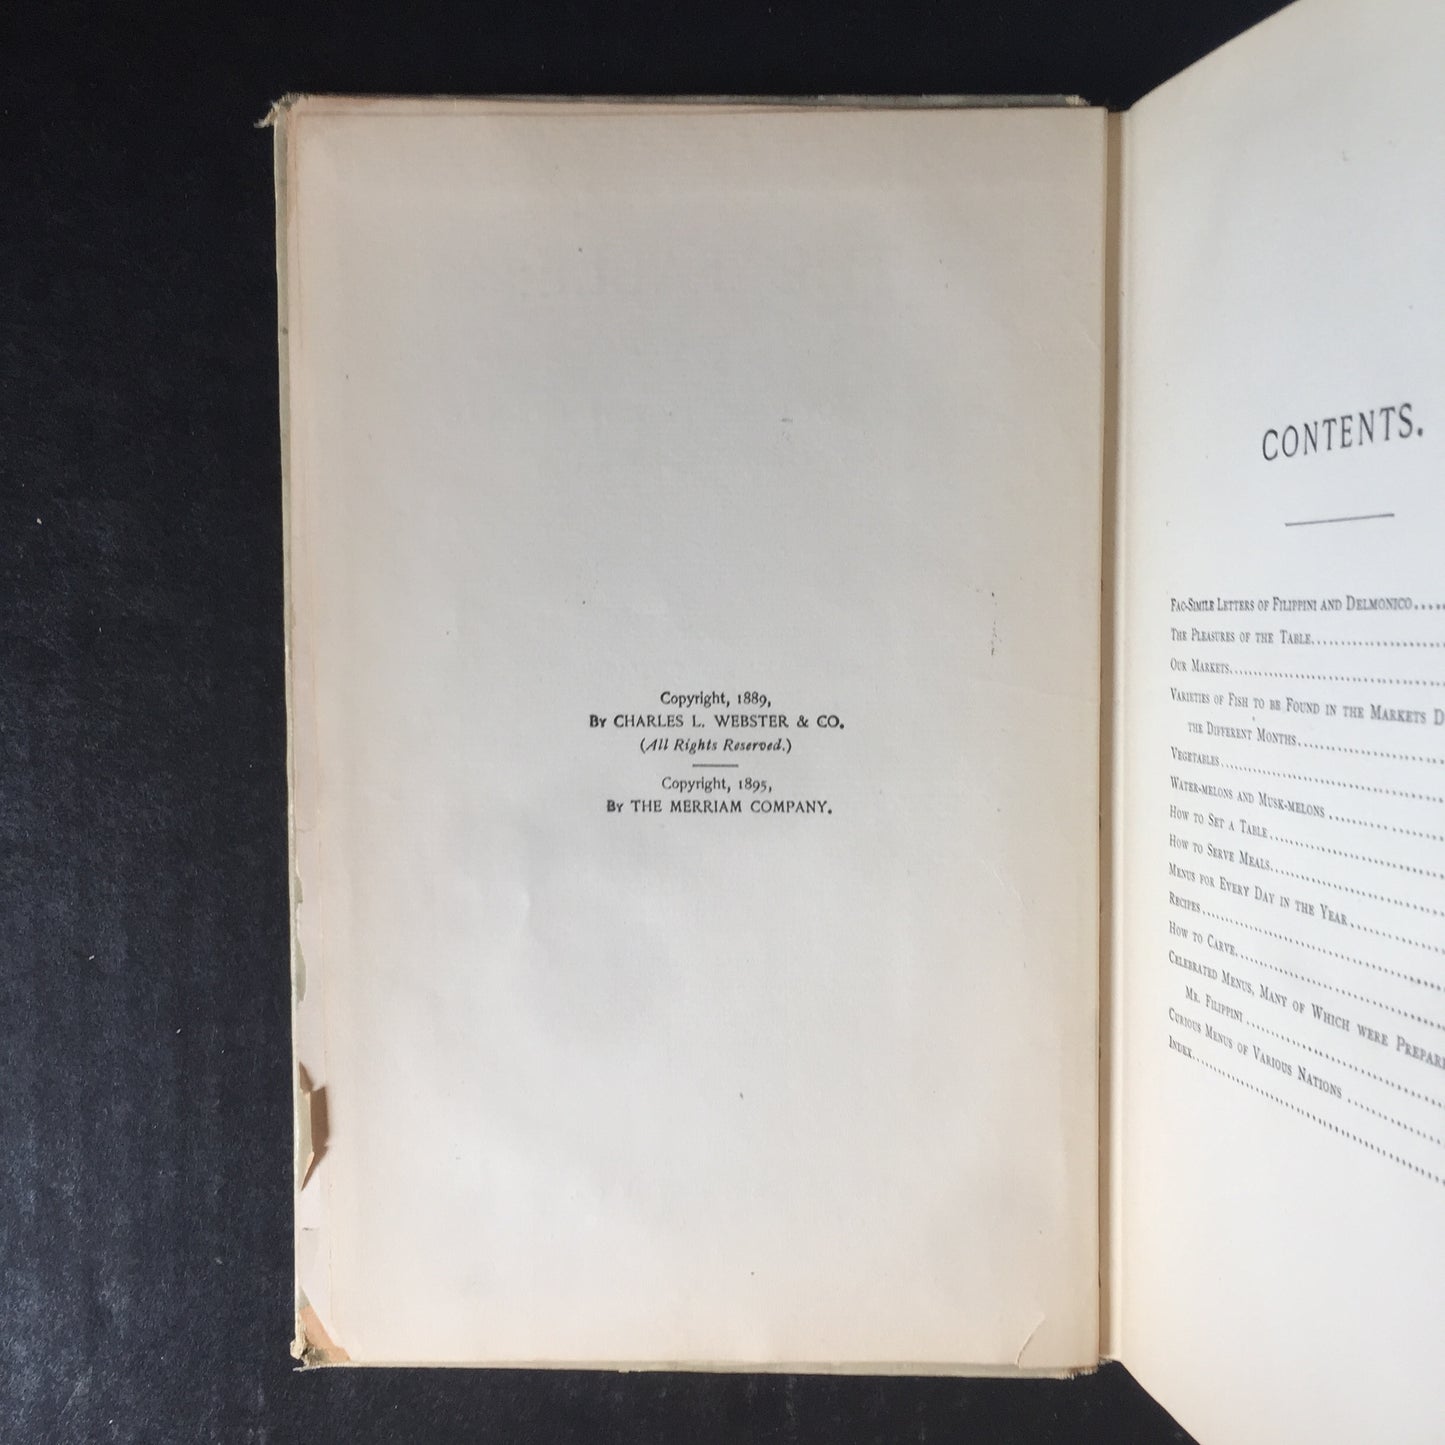 Copyright, 1889,
By CHARLES L. WEBSTER & CO.
(All Rights Reserved.)
Copyright, 1895,
By THE MERRIAM COMPANY.
CONTENTS.
Fac-Simile Letters of Filippini and Delmonico.....
The Pleasures of the Table....................
Our Markets..............................
Varieties of Fish to be Found in the Markets D
the Different Months......................
Vegetables..............................
Water-melons and Musk-melons ....................
How to Set a Table..............................
How to Serve Meals..............................
Menus for Every Day in the Year....................
Recipes..............................
How to Carve..............................
Celebrated Menus, Many of Which were Prepare
Mr. Filippini ..............................
Curious Menus of Various Nations ....................
Index..............................